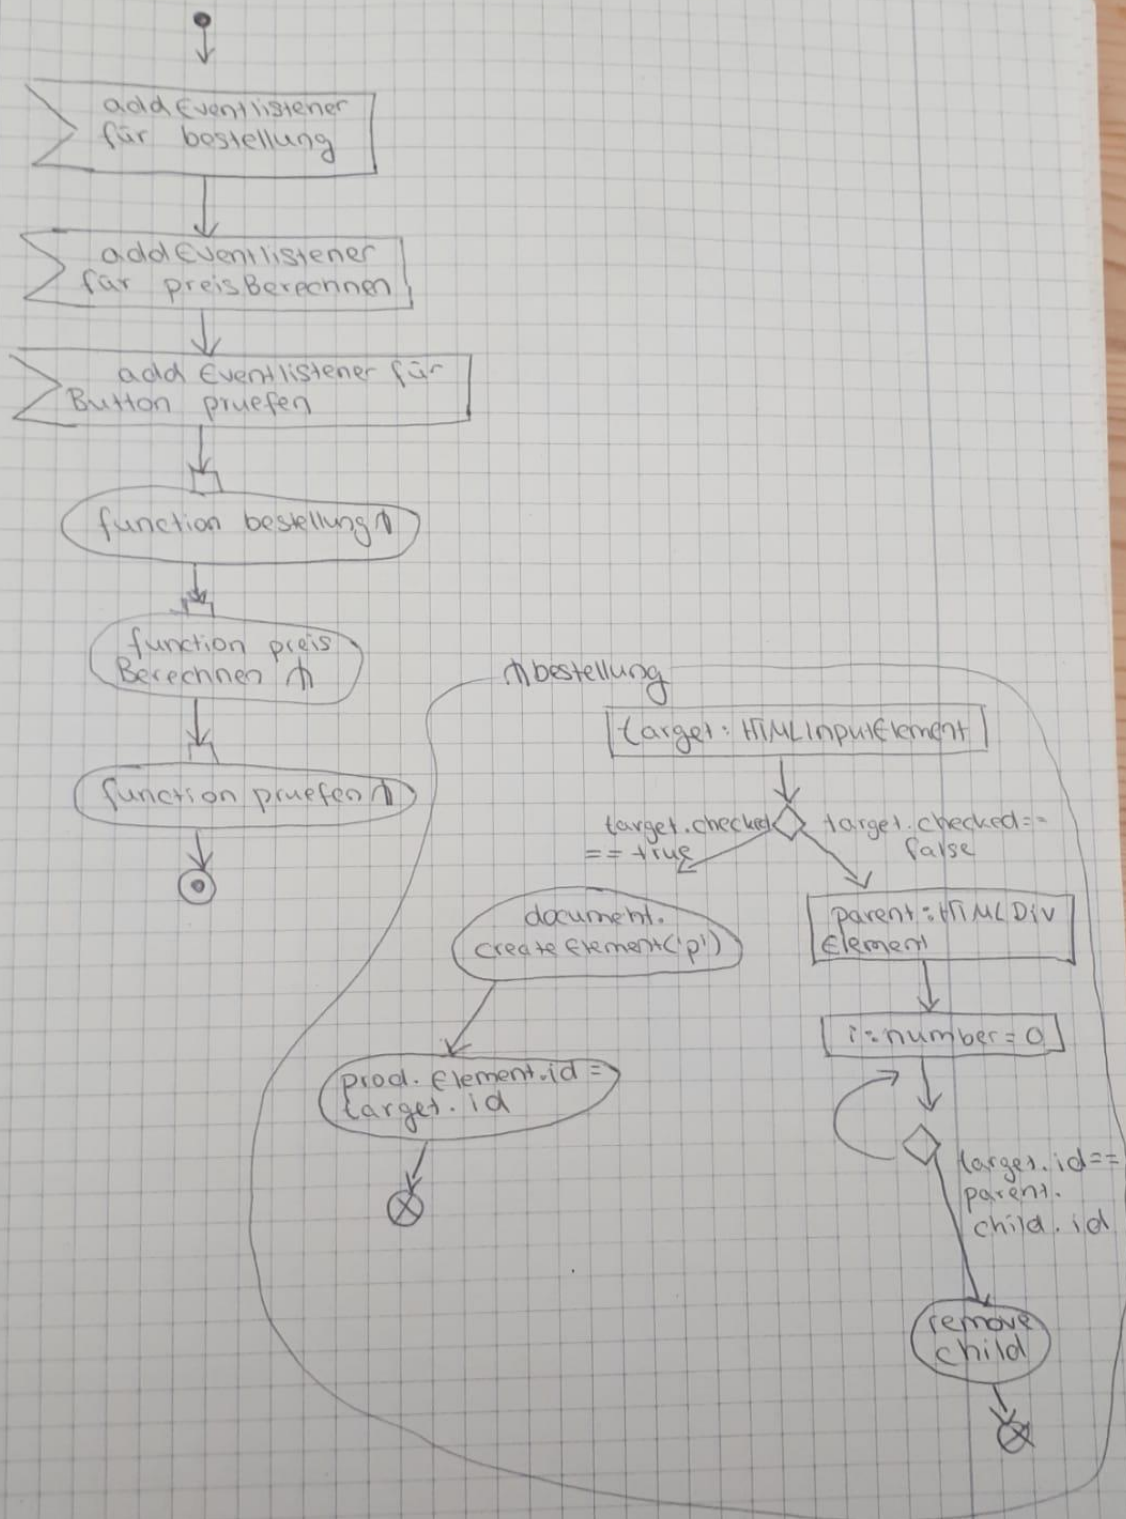 addEventlistener
für bestellung
addEventlistener
für preisBerechnen
add Eventlistener für
Button pruefen
function bestellung
function preis
Berechnen
function pruefen
bestellung
target: HTMLInputElement
target.checked
== true
target.checked==
false
document.
createElement('p')
parent: HTMLDiv
Element
i:number=0
prod.Element.id=
target.id
target.id==
parent.
child.id
remove
child